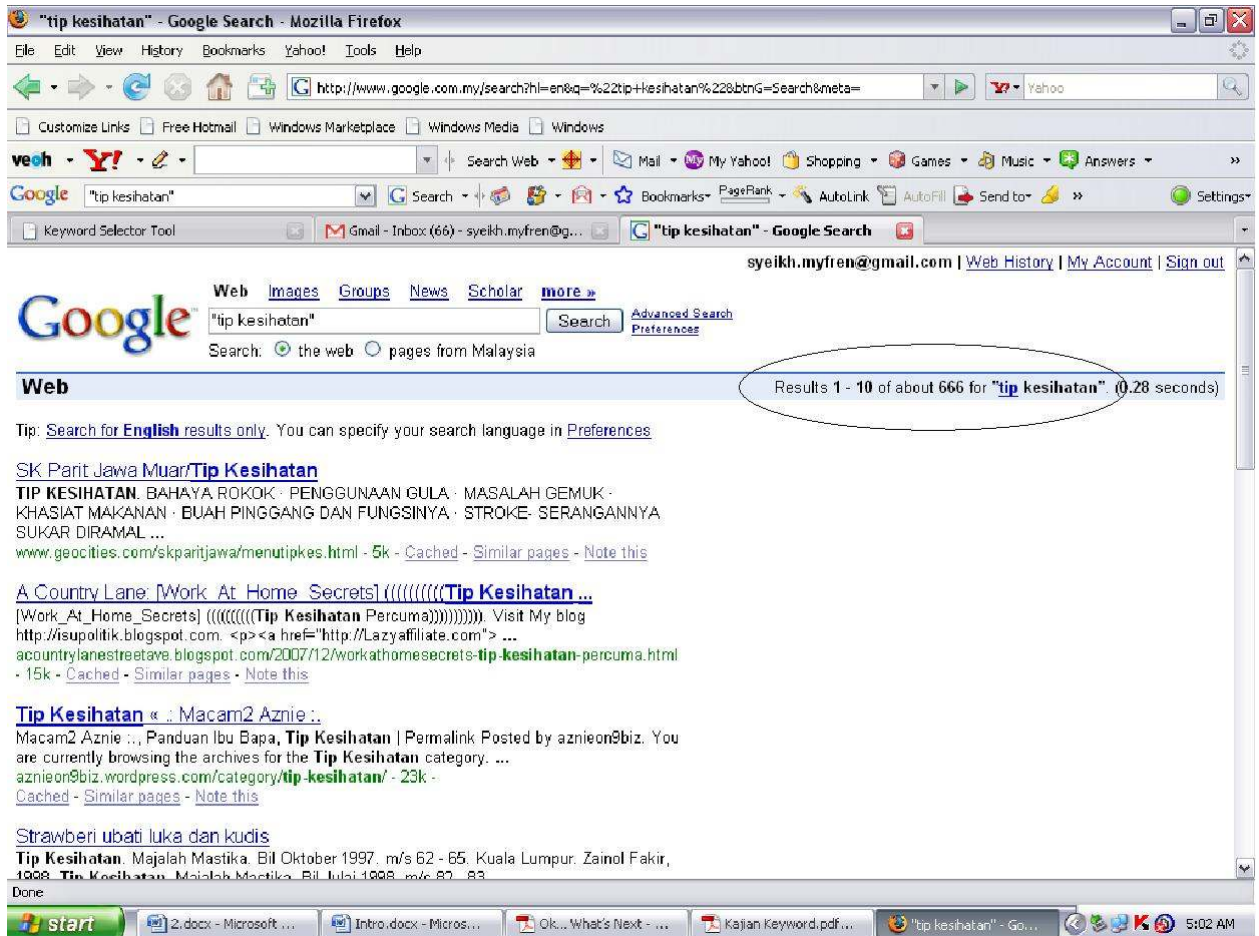 "tip kesihatan" - Google Search - Mozilla Firefox
File Edit View History Bookmarks Yahoo! Tools Help
http://www.google.com.my/search?hl=en&q=%22tip+kesihatan%22&btnG=Search&meta= Yahoo
Customize Links Free Hotmail Windows Marketplace Windows Media Windows
veoh Y! Search Web Mail My Yahoo! Shopping Games Music Answers »
Google "tip kesihatan" Search Bookmarks PageRank AutoLink AutoFill Send to » Settings
Keyword Selector Tool Gmail - Inbox (66) - syeikh.myfren@g... "tip kesihatan" - Google Search
syeikh.myfren@gmail.com | Web History | My Account | Sign out
Web Images Groups News Scholar more »
Google "tip kesihatan" Search Advanced Search
Preferences
Search: the web pages from Malaysia
Web Results 1 - 10 of about 666 for "tip kesihatan". (0.28 seconds)
Tip: Search for English results only. You can specify your search language in Preferences
SK Parit Jawa Muar/Tip Kesihatan
TIP KESIHATAN. BAHAYA ROKOK · PENGGUNAAN GULA · MASALAH GEMUK ·
KHASIAT MAKANAN · BUAH PINGGANG DAN FUNGSINYA · STROKE- SERANGANNYA
SUKAR DIRAMAL ...
www.geocities.com/skparitjawa/menutipkes.html - 5k - Cached - Similar pages - Note this
A Country Lane: [Work_At_Home_Secrets] ((((((((((Tip Kesihatan ...
[Work_At_Home_Secrets] ((((((((((Tip Kesihatan Percuma)))))))))). Visit My blog
http://isupolitik.blogspot.com. <p><a href="http://Lazyaffiliate.com"> ...
acountrylanestreetave.blogspot.com/2007/12/workathomesecrets-tip-kesihatan-percuma.html
- 15k - Cached - Similar pages - Note this
Tip Kesihatan « .: Macam2 Aznie :.
Macam2 Aznie :., Panduan Ibu Bapa, Tip Kesihatan | Permalink Posted by aznieon9biz. You
are currently browsing the archives for the Tip Kesihatan category. ...
aznieon9biz.wordpress.com/category/tip-kesihatan/ - 23k -
Cached - Similar pages - Note this
Strawberi ubati luka dan kudis
Tip Kesihatan. Majalah Mastika. Bil Oktober 1997. m/s 62 - 65. Kuala Lumpur. Zainol Fakir,
1998. Tip Kesihatan. Majalah Mastika. Bil Julai 1998. m/s 82 - 83.
Done
start 2.docx - Microsoft ... Intro.docx - Micros... Ok... What's Next - ... Kajian Keyword.pdf ... "tip kesihatan" - Go... 5:02 AM